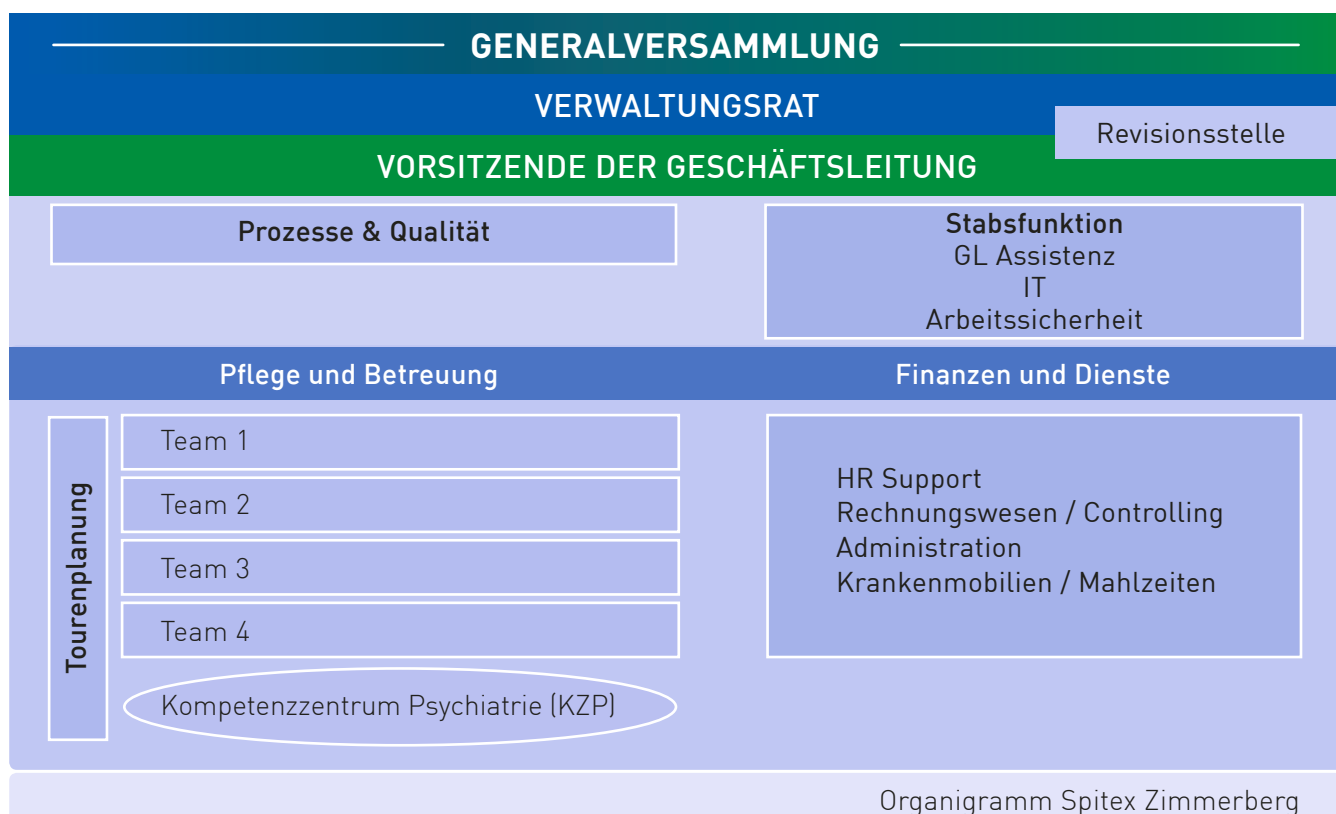 GENERALVERSAMMLUNG
VERWALTUNGSRAT
Revisionsstelle
VORSITZENDE DER GESCHÄFTSLEITUNG
Prozesse & Qualität
Stabsfunktion
GL Assistenz
IT
Arbeitssicherheit
Pflege und Betreuung
Finanzen und Dienste
Tourenplanung
Team 1
Team 2
Team 3
Team 4
Kompetenzzentrum Psychiatrie (KZP)
HR Support
Rechnungswesen / Controlling
Administration
Krankenmobilien / Mahlzeiten
Organigramm Spitex Zimmerberg